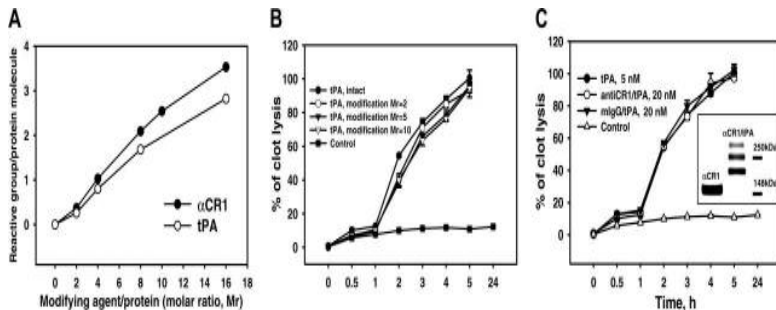 A
Reactive group/protein molecule
4
3
2
1
0
αCR1
tPA
0 2 4 6 8 10 12 14 16 18
Modifying agent/protein (molar ratio, Mr)
B
% of clot lysis
120
100
80
60
40
20
0
tPA, intact
tPA, modification Mr=2
tPA, modification Mr=5
tPA, modification Mr=10
Control
0 0.5 1 2 3 4 5 24
C
% of clot lysis
120
100
80
60
40
20
0
tPA, 5 nM
antiCR1/tPA, 20 nM
mIgG/tPA, 20 nM
Control
αCR1/tPA
αCR1
250kDa
148kDa
0 0.5 1 2 3 4 5 24
Time, h